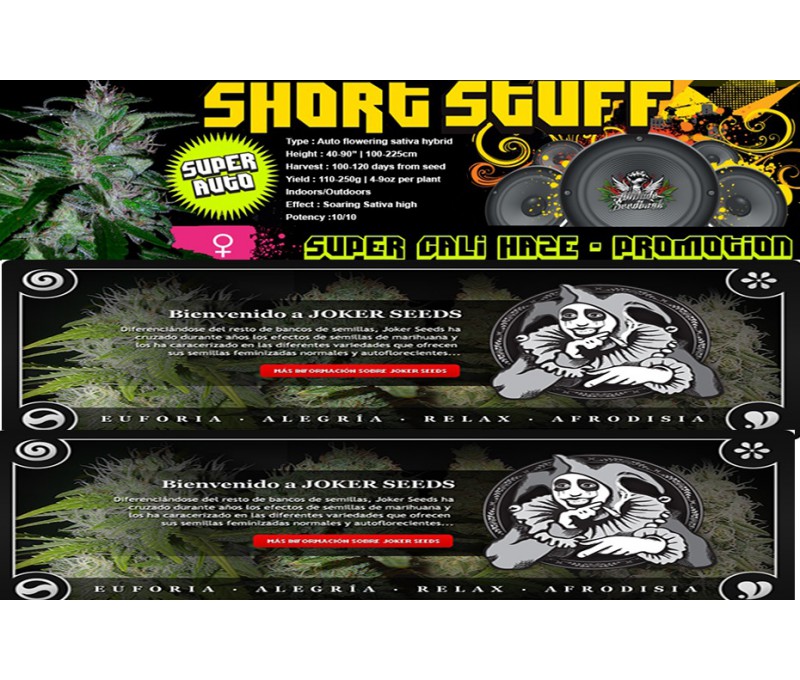 SHORT STUFF
SUPER
AUTO
Type : Auto flowering sativa hybrid
Height : 40-90" | 100-225cm
Harvest : 100-120 days from seed
Yield : 110-250g | 4-9oz per plant
Indoors/Outdoors
Effect : Soaring Sativa high
Potency :10/10
Attitude
Seedbank
SUPER CALI HAZE - PROMOTION
Bienvenido a JOKER SEEDS
Diferenciándose del resto de bancos de semillas, Joker Seeds ha
cruzado durante años los efectos de semillas de marihuana y
los ha caracerizado en las diferentes variedades que ofrecen
sus semillas feminizadas normales y autoflorecientes...
MÁS INFORMACIÓN SOBRE JOKER SEEDS
EUFORIA · ALEGRÍA · RELAX · AFRODISIA
Bienvenido a JOKER SEEDS
Diferenciándose del resto de bancos de semillas, Joker Seeds ha
cruzado durante años los efectos de semillas de marihuana y
los ha caracerizado en las diferentes variedades que ofrecen
sus semillas feminizadas normales y autoflorecientes...
MÁS INFORMACIÓN SOBRE JOKER SEEDS
EUFORIA · ALEGRÍA · RELAX · AFRODISIA